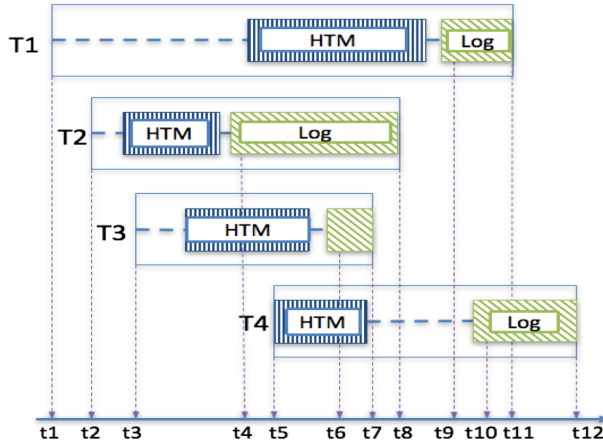 T1 HTM Log
T2 HTM Log
T3 HTM
T4 HTM Log
t1 t2 t3 t4 t5 t6 t7 t8 t9 t10 t11 t12